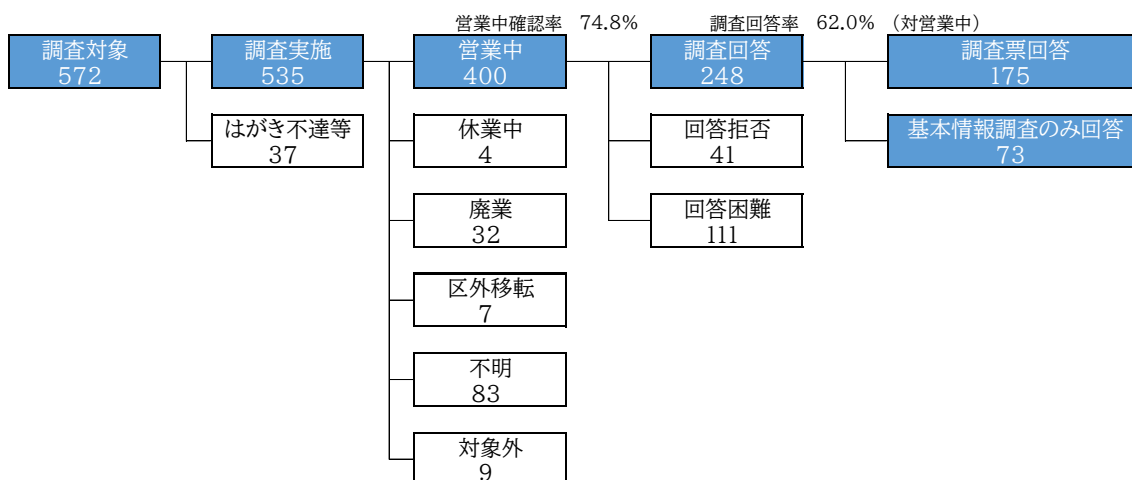 営業中確認率 74.8% 調査回答率 62.0% （対営業中）
調査対象
572
調査実施
535
営業中
400
調査回答
248
調査票回答
175
はがき不達等
37
休業中
4
回答拒否
41
基本情報調査のみ回答
73
廃業
32
回答困難
111
区外移転
7
不明
83
対象外
9